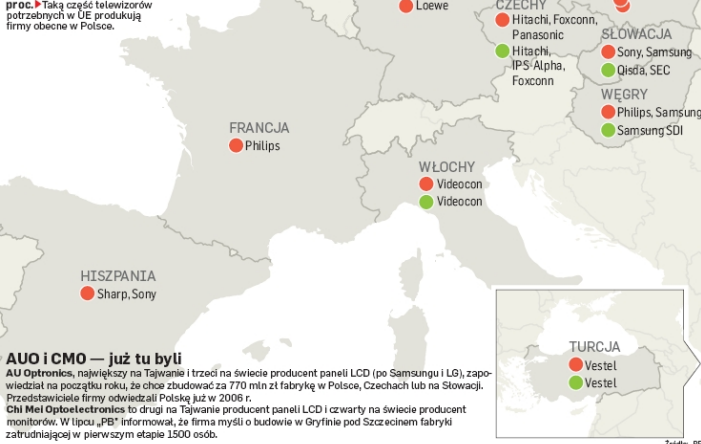 proc. ▶Taką część telewizorów
potrzebnych w UE produkują
firmy obecne w Polsce.
Loewe
CZECHY
Hitachi, Foxconn,
Panasonic
Hitachi,
IPS-Alpha,
Foxconn
SŁOWACJA
Sony, Samsung
Qisda, SEC
WĘGRY
Philips, Samsung
Samsung SDI
FRANCJA
Philips
WŁOCHY
Videocon
Videocon
HISZPANIA
Sharp, Sony
TURCJA
Vestel
Vestel
AUO i CMO — już tu byli
AU Optronics, największy na Tajwanie i trzeci na świecie producent paneli LCD (po Samsungu i LG), zapo-
wiedział na początku roku, że chce zbudować za 770 mln zł fabrykę w Polsce, Czechach lub na Słowacji.
Przedstawiciele firmy odwiedzali Polskę już w 2006 r.
Chi Mei Optoelectronics to drugi na Tajwanie producent paneli LCD i czwarty na świecie producent
monitorów. W lipcu „PB" informował, że firma myśli o budowie w Gryfinie pod Szczecinem fabryki
zatrudniającej w pierwszym etapie 1500 osób.